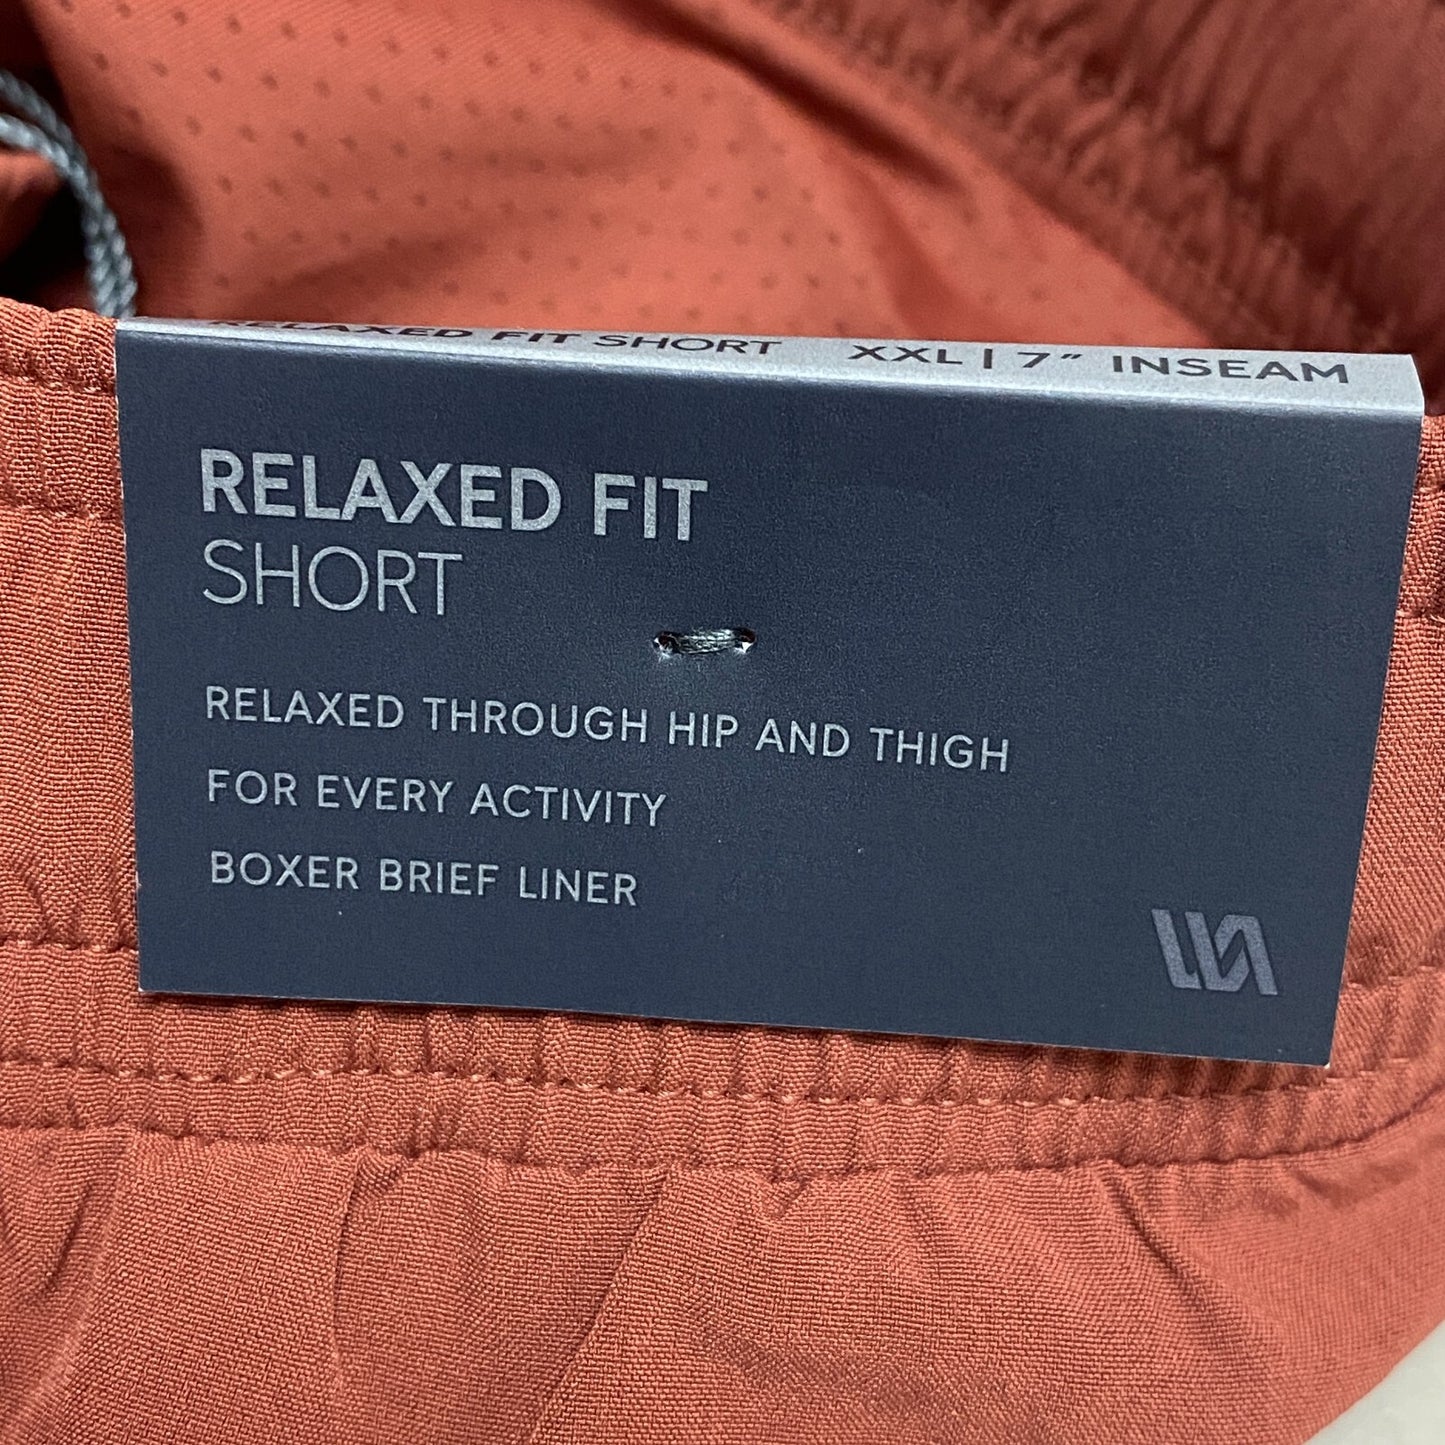 RELAXED FIT SHORT XXL | 7" INSEAM
RELAXED FIT
SHORT
RELAXED THROUGH HIP AND THIGH
FOR EVERY ACTIVITY
BOXER BRIEF LINER